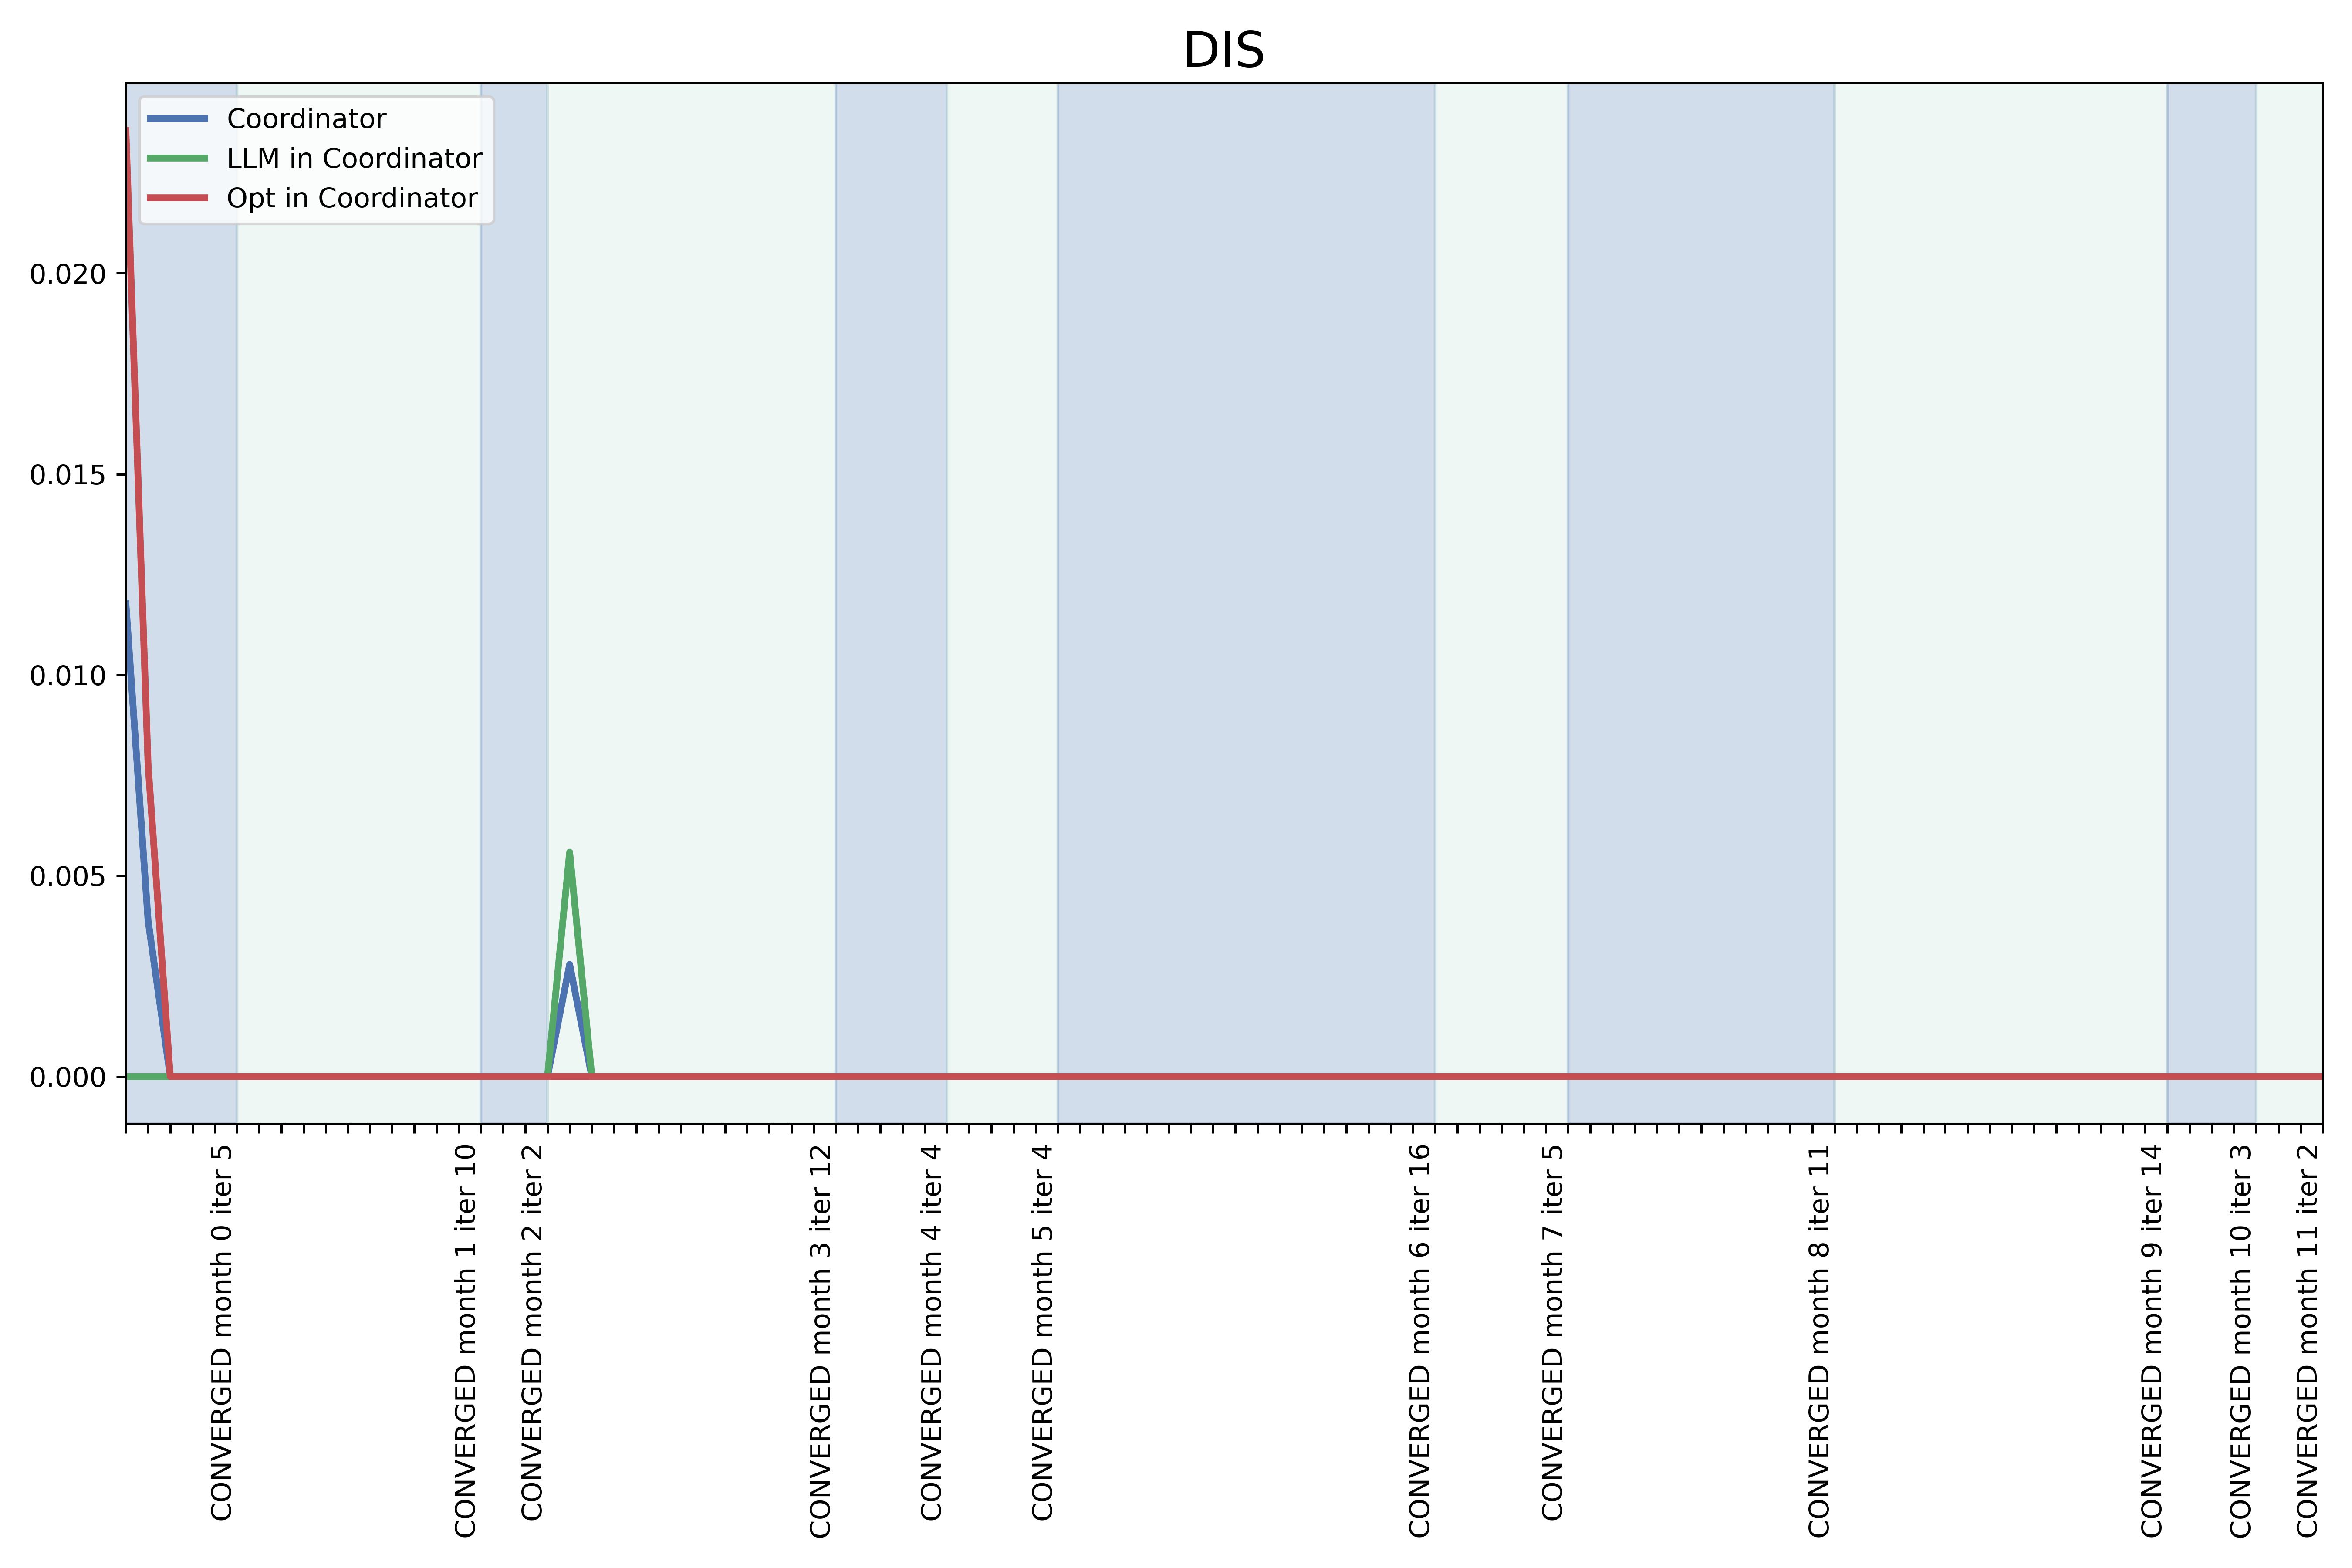 DIS
Coordinator
LLM in Coordinator
Opt in Coordinator
0.020
0.015
0.010
0.005
0.000
CONVERGED month 0 iter 5
CONVERGED month 1 iter 10
CONVERGED month 2 iter 2
CONVERGED month 3 iter 12
CONVERGED month 4 iter 4
CONVERGED month 5 iter 4
CONVERGED month 6 iter 16
CONVERGED month 7 iter 5
CONVERGED month 8 iter 11
CONVERGED month 9 iter 14
CONVERGED month 10 iter 3
CONVERGED month 11 iter 2